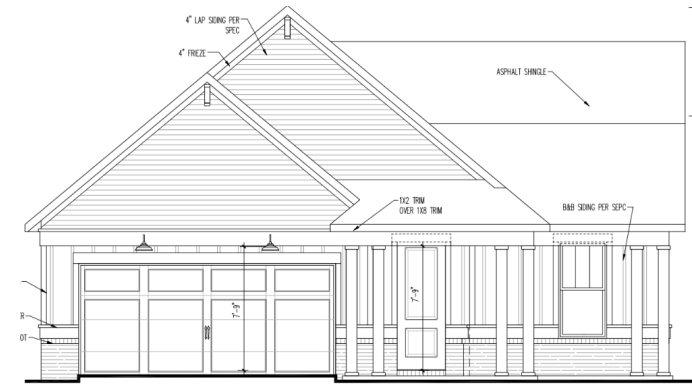 4" LAP SIDING PER
SPEC
4" FRIEZE
ASPHALT SHINGLE
1X2 TRIM
OVER 1X8 TRIM
B&B SIDING PER SEPC
7'-9"
7'-9"
R
OT